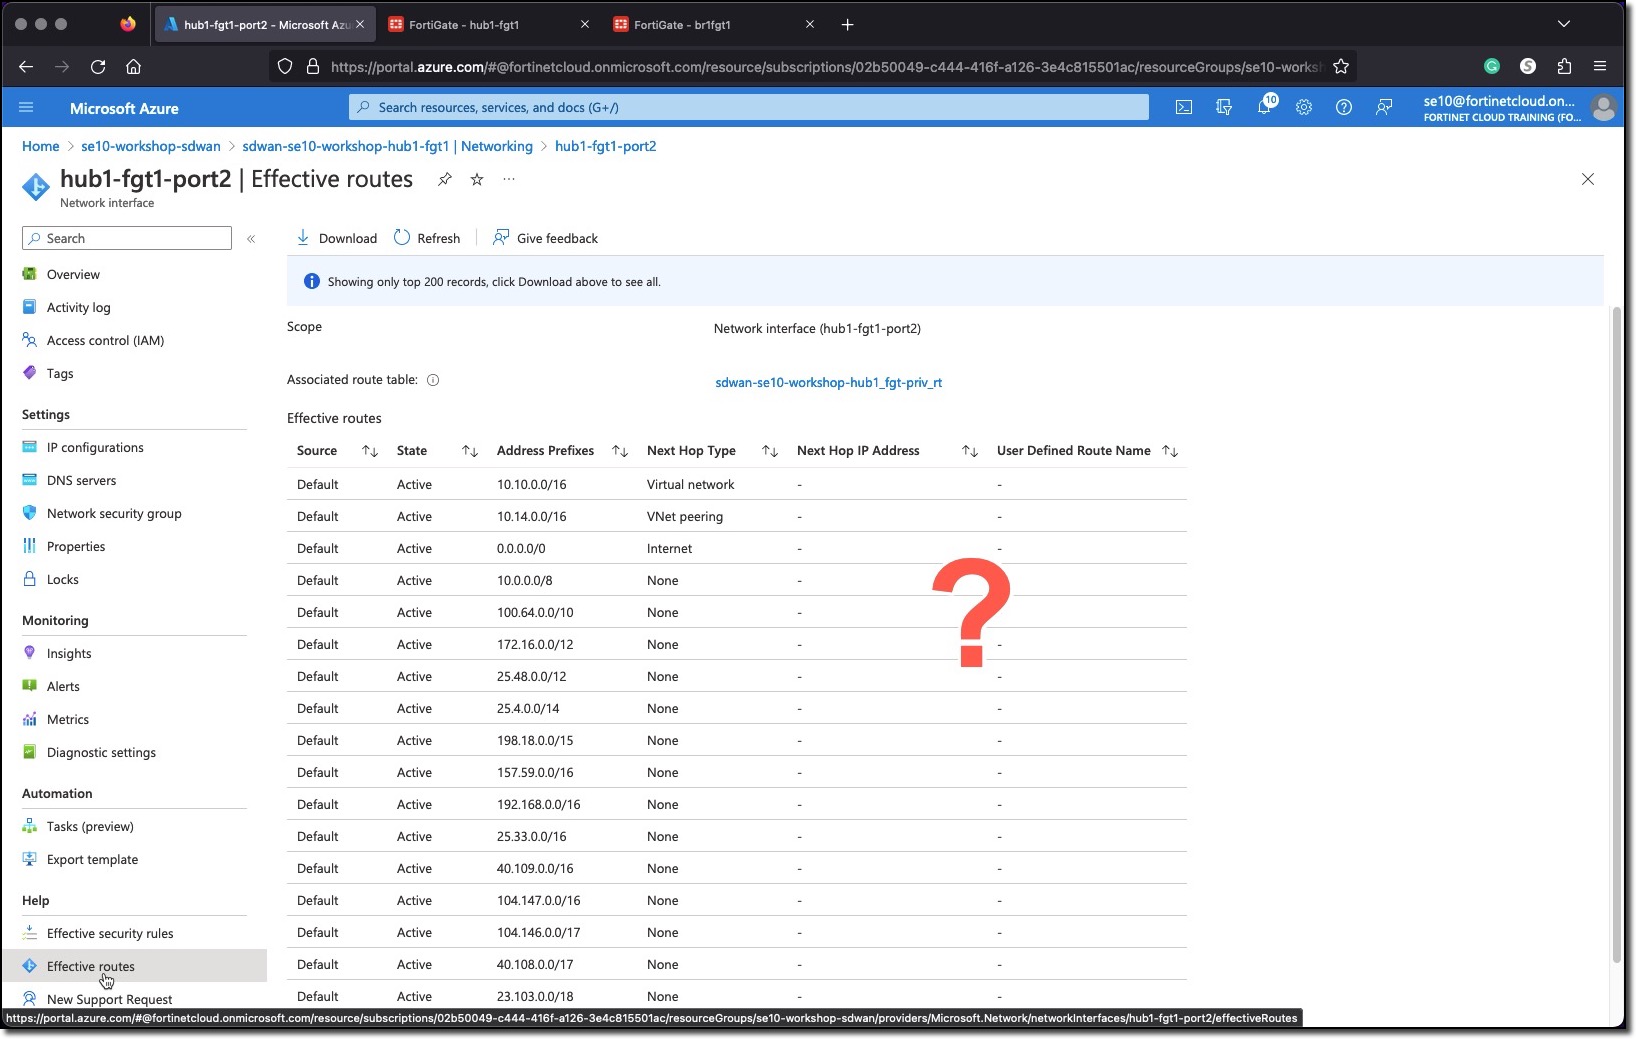 hub1-fgt1-port2 - Microsoft Azu
FortiGate - hub1-fgt1
FortiGate - br1fgt1
https://portal.azure.com/#@fortinetcloud.onmicrosoft.com/resource/subscriptions/02b50049-c444-416f-a126-3e4c815501ac/resourceGroups/se10-worksh
Microsoft Azure
Search resources, services, and docs (G+/)
10
se10@fortinetcloud.on...
FORTINET CLOUD TRAINING (FO...
Home > se10-workshop-sdwan > sdwan-se10-workshop-hub1-fgt1 | Networking > hub1-fgt1-port2
hub1-fgt1-port2 | Effective routes
Network interface
Search
Overview
Activity log
Access control (IAM)
Tags
Settings
IP configurations
DNS servers
Network security group
Properties
Locks
Monitoring
Insights
Alerts
Metrics
Diagnostic settings
Automation
Tasks (preview)
Export template
Help
Effective security rules
Effective routes
New Support Request
Download Refresh Give feedback
Showing only top 200 records, click Download above to see all.
Scope Network interface (hub1-fgt1-port2)
Associated route table: sdwan-se10-workshop-hub1_fgt-priv_rt
Effective routes
Source State Address Prefixes Next Hop Type Next Hop IP Address User Defined Route Name
Default Active 10.10.0.0/16 Virtual network - -
Default Active 10.14.0.0/16 VNet peering - -
Default Active 0.0.0.0/0 Internet - -
Default Active 10.0.0.0/8 None -
Default Active 100.64.0.0/10 None -
Default Active 172.16.0.0/12 None - -
Default Active 25.48.0.0/12 None - -
Default Active 25.4.0.0/14 None - -
Default Active 198.18.0.0/15 None - -
Default Active 157.59.0.0/16 None - -
Default Active 192.168.0.0/16 None - -
Default Active 25.33.0.0/16 None - -
Default Active 40.109.0.0/16 None - -
Default Active 104.147.0.0/16 None - -
Default Active 104.146.0.0/17 None - -
Default Active 40.108.0.0/17 None - -
Default Active 23.103.0.0/18 None - -
?
https://portal.azure.com/#@fortinetcloud.onmicrosoft.com/resource/subscriptions/02b50049-c444-416f-a126-3e4c815501ac/resourceGroups/se10-workshop-sdwan/providers/Microsoft.Network/networkInterfaces/hub1-fgt1-port2/effectiveRoutes